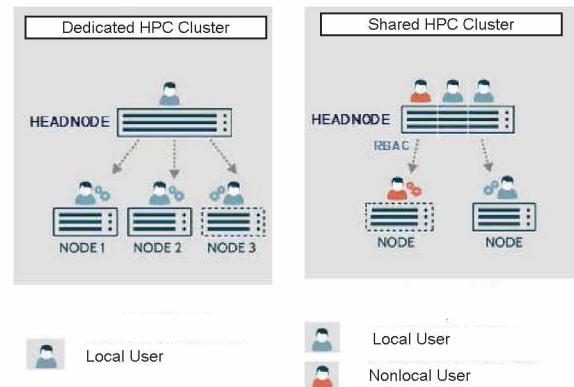 Dedicated HPC Cluster
HEADNODE
NODE 1
NODE 2
NODE 3
Local User
Shared HPC Cluster
HEADNODE
RBAC
NODE
NODE
Local User
Nonlocal User